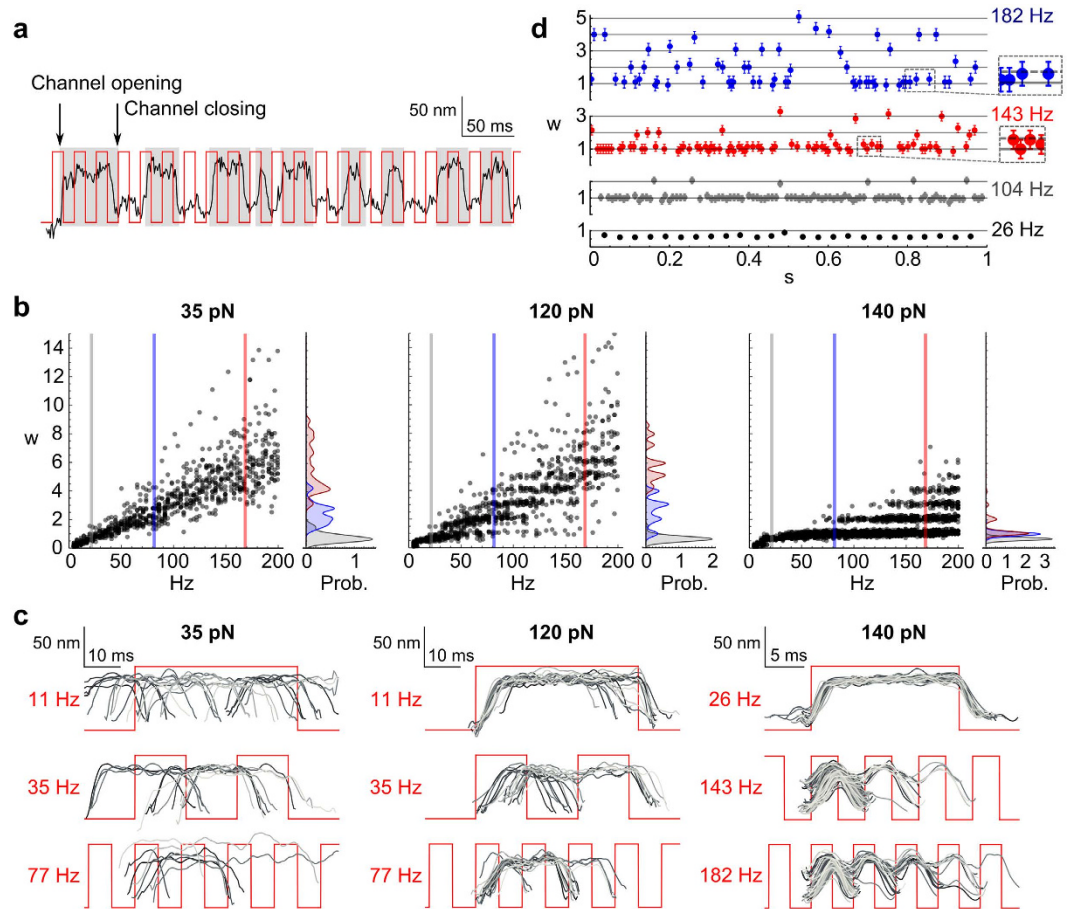 a
Channel opening
Channel closing
50 nm
50 ms
d
5
3
1
182 Hz
1
w
3
1
143 Hz
1
1
104 Hz
1
26 Hz
0 0.2 0.4 0.6 0.8 1
s
b
35 pN
120 pN
140 pN
14
12
10
8
6
4
2
0
w
0 50 100 150 200
Hz
0 1
Prob.
0 50 100 150 200
Hz
0 1 2
Prob.
0 50 100 150 200
Hz
0 1 2 3
Prob.
c
35 pN
120 pN
140 pN
50 nm
10 ms
50 nm
10 ms
50 nm
5 ms
11 Hz
11 Hz
26 Hz
35 Hz
35 Hz
143 Hz
77 Hz
77 Hz
182 Hz